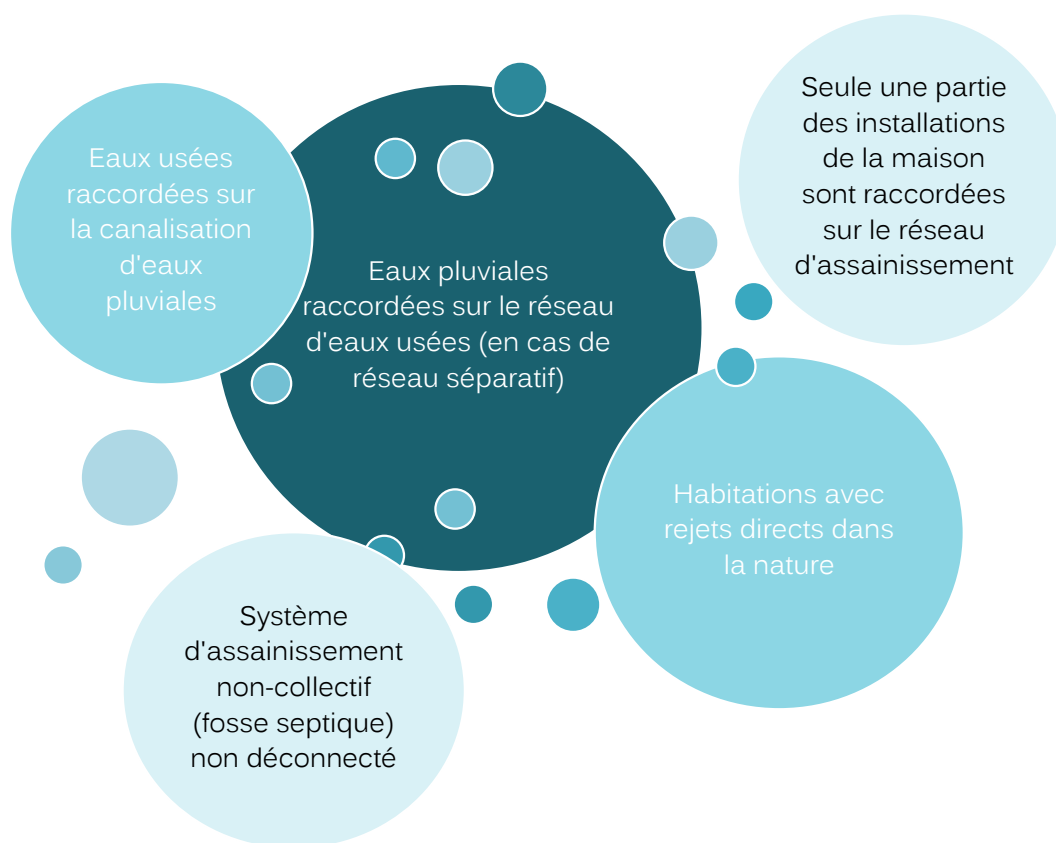 Eaux usées
raccordées sur
la canalisation
d'eaux
pluviales
Eaux pluviales
raccordées sur le réseau
d'eaux usées (en cas de
réseau séparatif)
Seule une partie
des installations
de la maison
sont raccordées
sur le réseau
d'assainissement
Habitations avec
rejets directs dans
la nature
Système
d'assainissement
non-collectif
(fosse septique)
non déconnecté